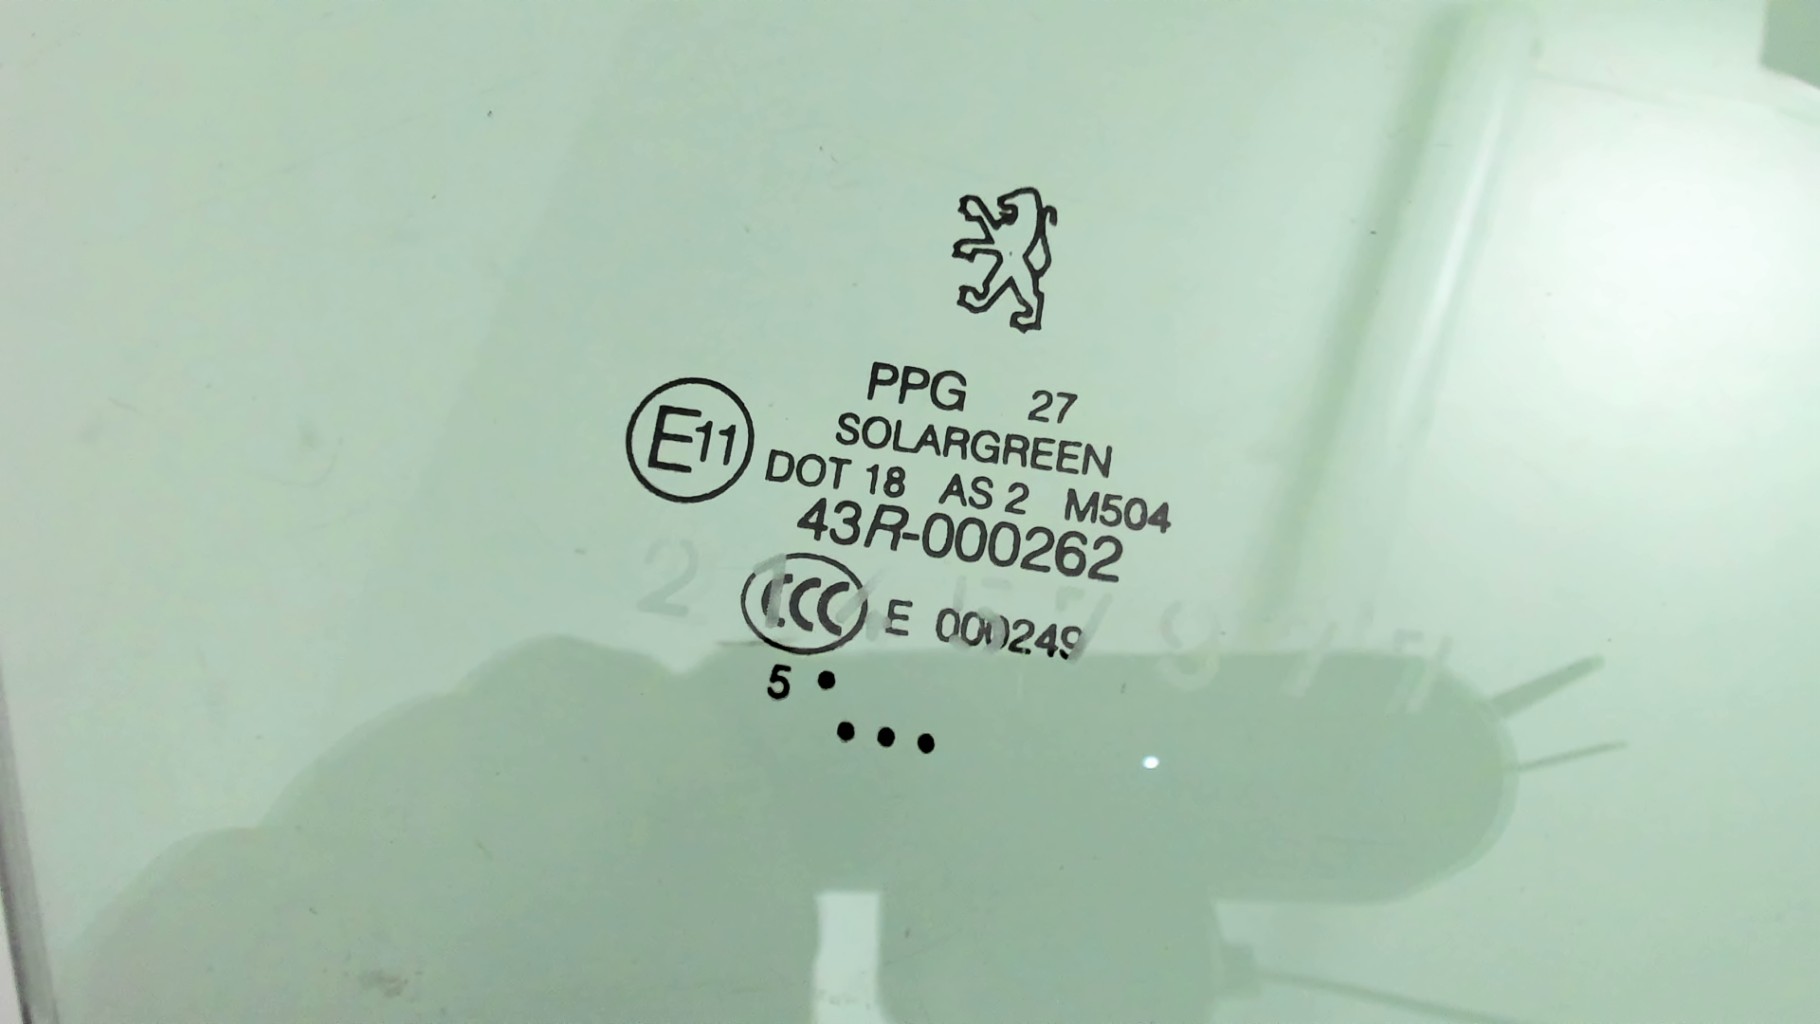 PPG 27
SOLARGREEN
E11
DOT 18 AS 2 M504
43R-000262
CCC E 000249
5